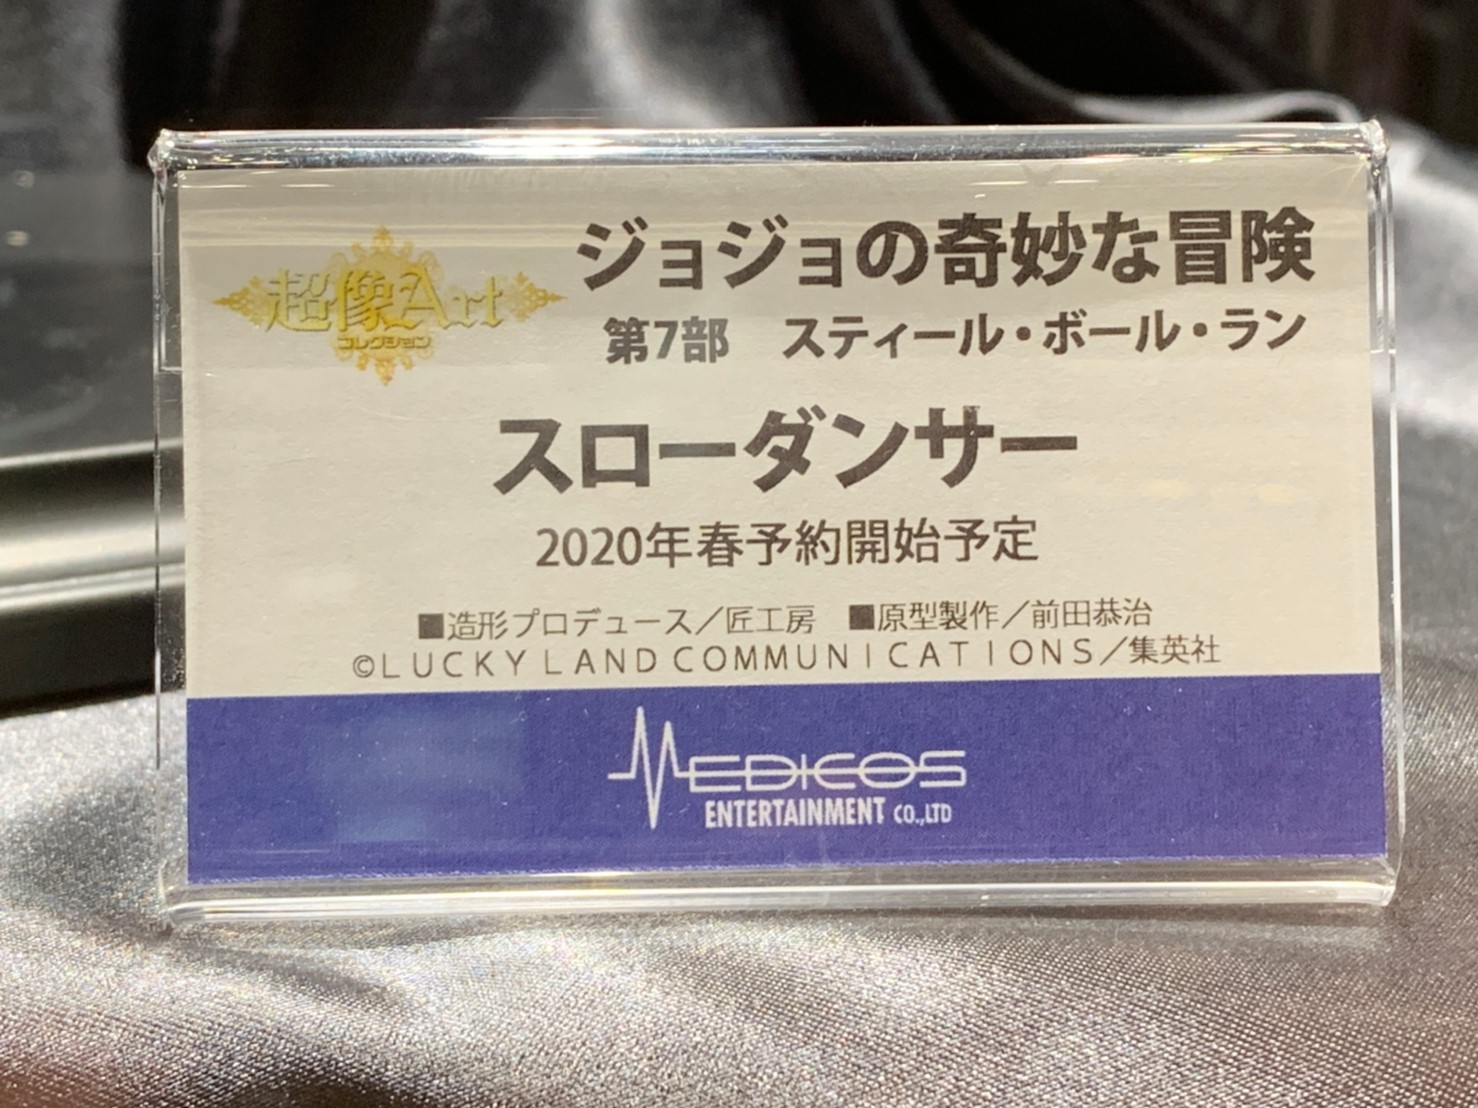 ジョジョの奇妙な冒険
超像Art
コレクション
第7部 スティール・ボール・ラン
スローダンサー
2020年春予約開始予定
■造形プロデュース／匠工房 ■原型製作／前田恭治
©LUCKY LAND COMMUNICATIONS／集英社
MEDICOS
ENTERTAINMENT CO.,LTD